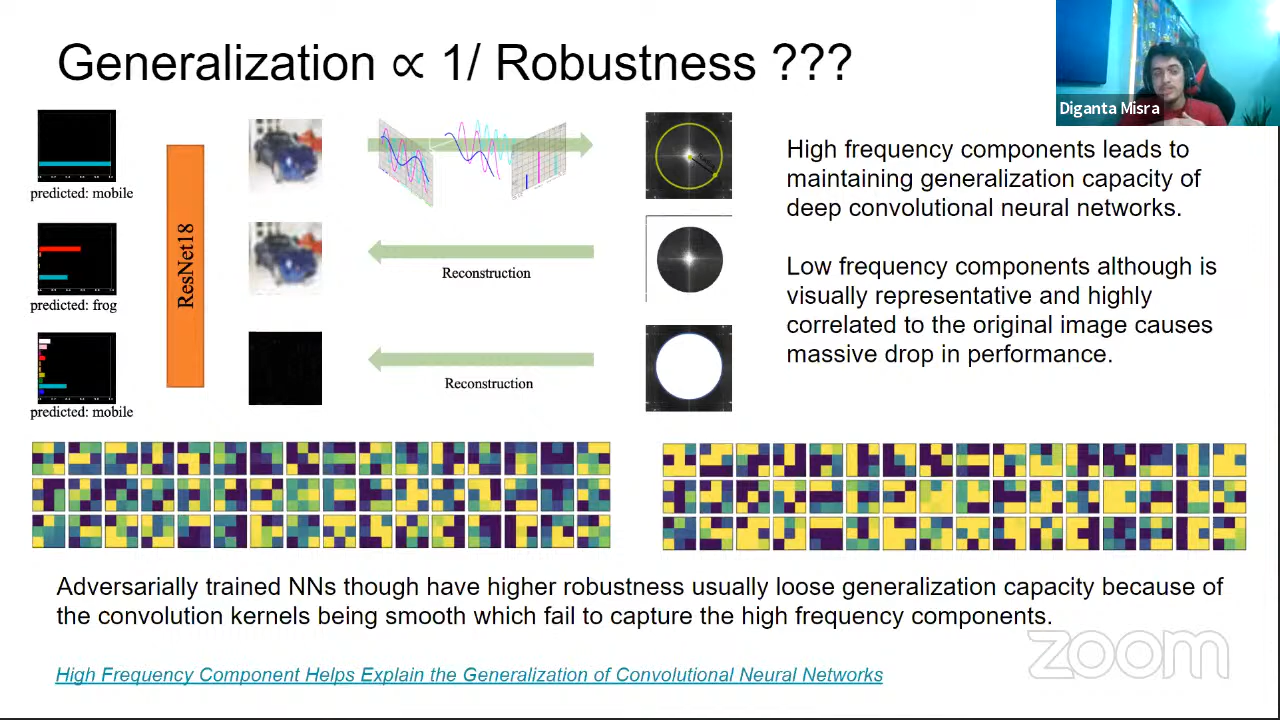 Generalization ∝ 1/ Robustness ???
Diganta Misra
predicted: mobile
predicted: frog
predicted: mobile
ResNet18
Reconstruction
Reconstruction
High frequency components leads to
maintaining generalization capacity of
deep convolutional neural networks.
Low frequency components although is
visually representative and highly
correlated to the original image causes
massive drop in performance.
Adversarially trained NNs though have higher robustness usually loose generalization capacity because of
the convolution kernels being smooth which fail to capture the high frequency components.
High Frequency Component Helps Explain the Generalization of Convolutional Neural Networks
zoom